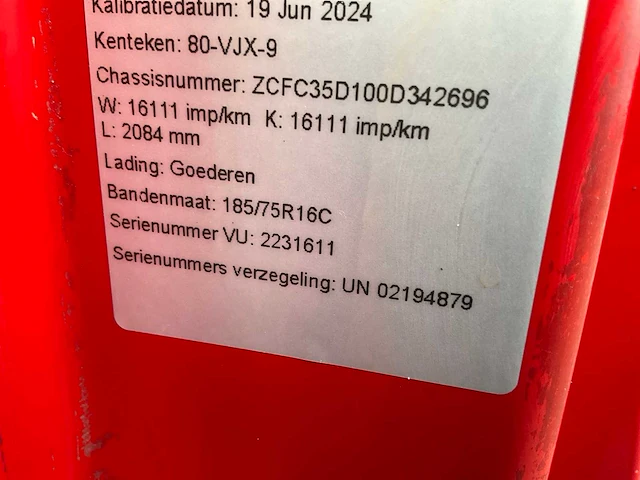 Kalibratiedatum: 19 Jun 2024
Kenteken: 80-VJX-9
Chassisnummer: ZCFC35D100D342696
W: 16111 imp/km K: 16111 imp/km
L: 2084 mm
Lading: Goederen
Bandenmaat: 185/75R16C
Serienummer VU: 2231611
Serienummers verzegeling: UN 02194879